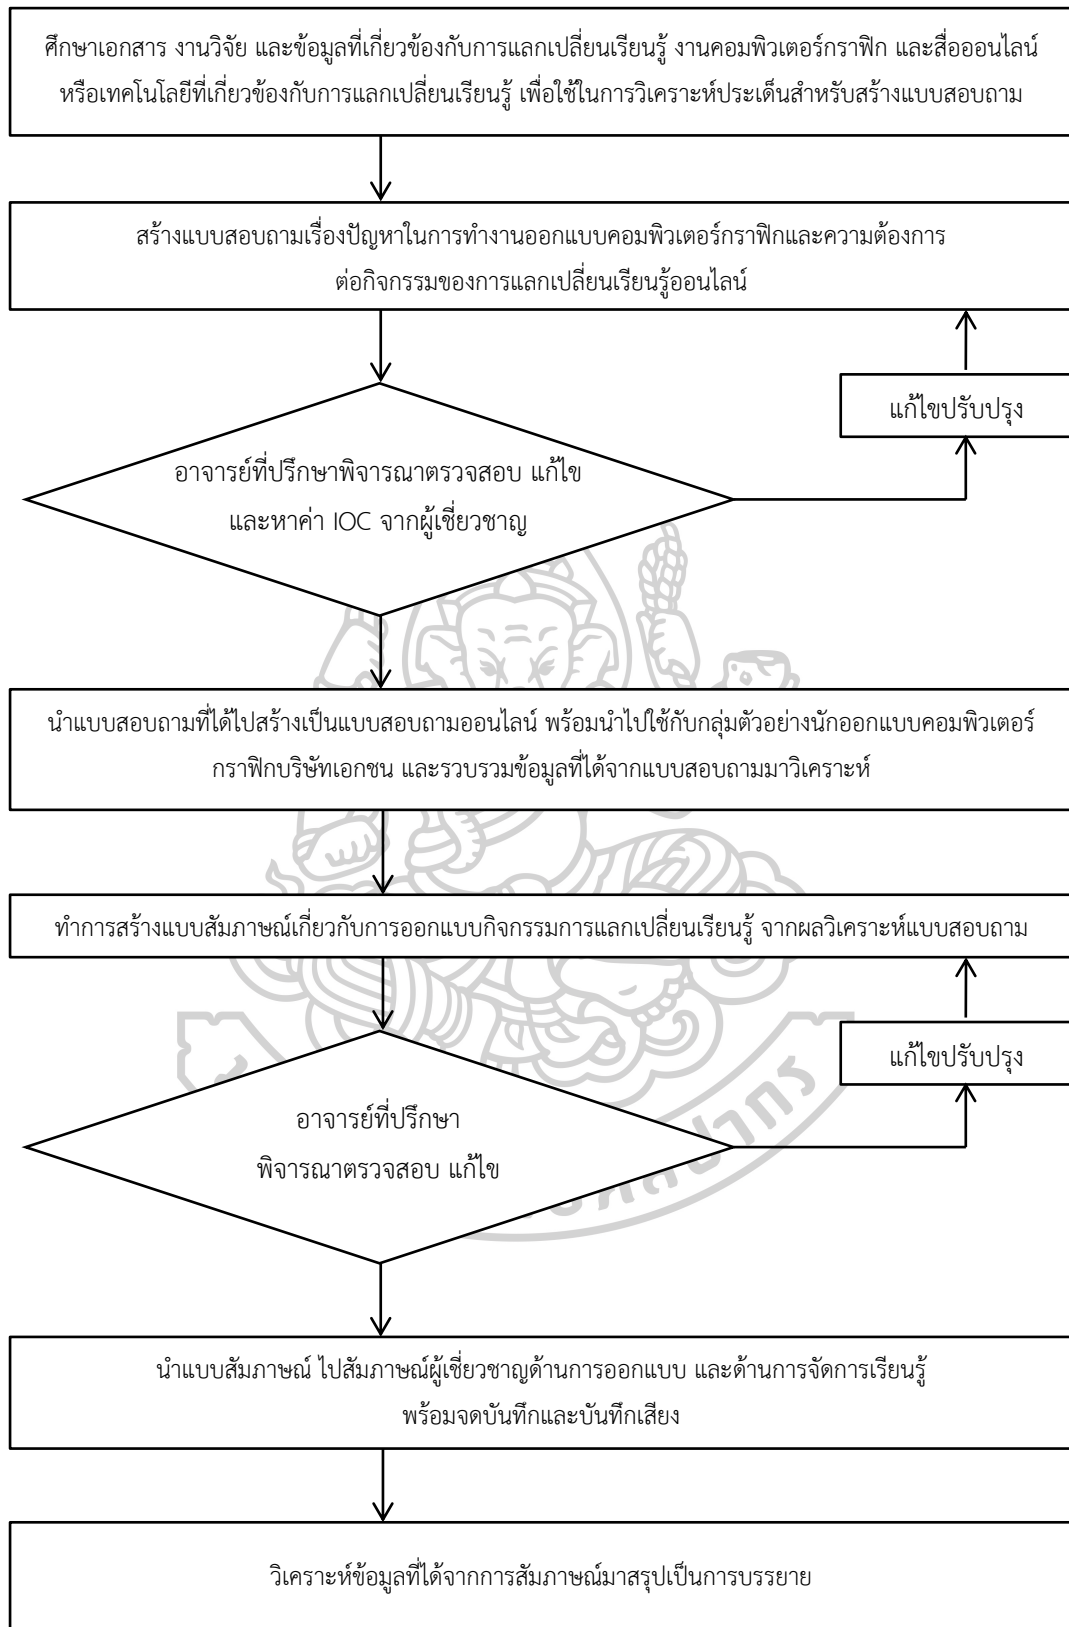 ศึกษาเอกสาร งานวิจัย และข้อมูลที่เกี่ยวข้องกับการแลกเปลี่ยนเรียนรู้ งานคอมพิวเตอร์กราฟิก และสื่อออนไลน์
หรือเทคโนโลยีที่เกี่ยวข้องกับการแลกเปลี่ยนเรียนรู้ เพื่อใช้ในการวิเคราะห์ประเด็นสำหรับสร้างแบบสอบถาม
สร้างแบบสอบถามเรื่องปัญหาในการทำงานออกแบบคอมพิวเตอร์กราฟิกและความต้องการ
ต่อกิจกรรมของการแลกเปลี่ยนเรียนรู้ออนไลน์
แก้ไขปรับปรุง
อาจารย์ที่ปรึกษาพิจารณาตรวจสอบ แก้ไข
และหาค่า IOC จากผู้เชี่ยวชาญ
นำแบบสอบถามที่ได้ไปสร้างเป็นแบบสอบถามออนไลน์ พร้อมนำไปใช้กับกลุ่มตัวอย่างนักออกแบบคอมพิวเตอร์
กราฟิกบริษัทเอกชน และรวบรวมข้อมูลที่ได้จากแบบสอบถามมาวิเคราะห์
ทำการสร้างแบบสัมภาษณ์เกี่ยวกับการออกแบบกิจกรรมการแลกเปลี่ยนเรียนรู้ จากผลวิเคราะห์แบบสอบถาม
แก้ไขปรับปรุง
อาจารย์ที่ปรึกษา
พิจารณาตรวจสอบ แก้ไข
นำแบบสัมภาษณ์ ไปสัมภาษณ์ผู้เชี่ยวชาญด้านการออกแบบ และด้านการจัดการเรียนรู้
พร้อมจดบันทึกและบันทึกเสียง
วิเคราะห์ข้อมูลที่ได้จากการสัมภาษณ์มาสรุปเป็นการบรรยาย